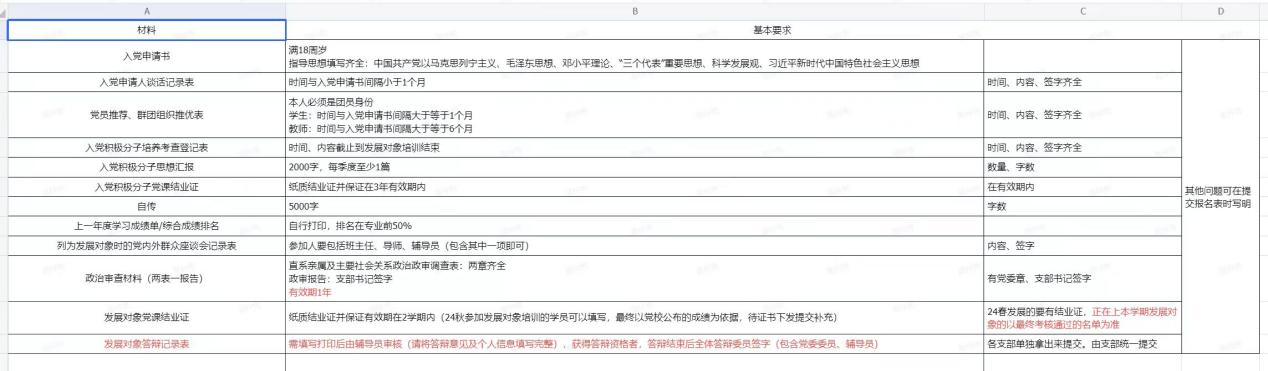 A B C D
材料 基本要求
入党申请书
满18周岁
指导思想填写齐全：中国共产党以马克思列宁主义、毛泽东思想、邓小平理论、“三个代表”重要思想、科学发展观、习近平新时代中国特色社会主义思想
入党申请人谈话记录表 时间与入党申请书间隔小于1个月 时间、内容、签字齐全
党员推荐、群团组织推优表
本人必须是团员身份
学生：时间与入党申请书间隔大于等于1个月
教师：时间与入党申请书间隔大于等于6个月
时间、内容、签字齐全
入党积极分子培养考查登记表 时间、内容截止到发展对象培训结束 时间、内容、签字齐全
入党积极分子思想汇报 2000字，每季度至少1篇 数量、字数
入党积极分子党课结业证 纸质结业证并保证在3年有效期内 在有效期内
自传 5000字 字数
上一年度学习成绩单/综合成绩排名 自行打印，排名在专业前50%
列为发展对象时的党内外群众座谈会记录表 参加人要包括班主任、导师、辅导员（包含其中一项即可） 内容、签字
政治审查材料（两表一报告）
直系亲属及主要社会关系政治政审调查表：两章齐全
政审报告：支部书记签字
有效期1年
有党委章、支部书记签字
发展对象党课结业证 纸质结业证并保证有效期在2学期内（24秋参加发展对象培训的学员可以填写，最终以党校公布的成绩为依据，待证书下发提交补充）
24春发展的要有结业证，正在上本学期发展对
象的以最终考核通过的名单为准
发展对象答辩记录表 需填写打印后由辅导员审核（请将答辩意见及个人信息填写完整），获得答辩资格者，答辩结束后全体答辩委员签字（包含党委委员、辅导员） 各支部单独拿出来提交。由支部统一提交
其他问题可在提
交报名表时写明